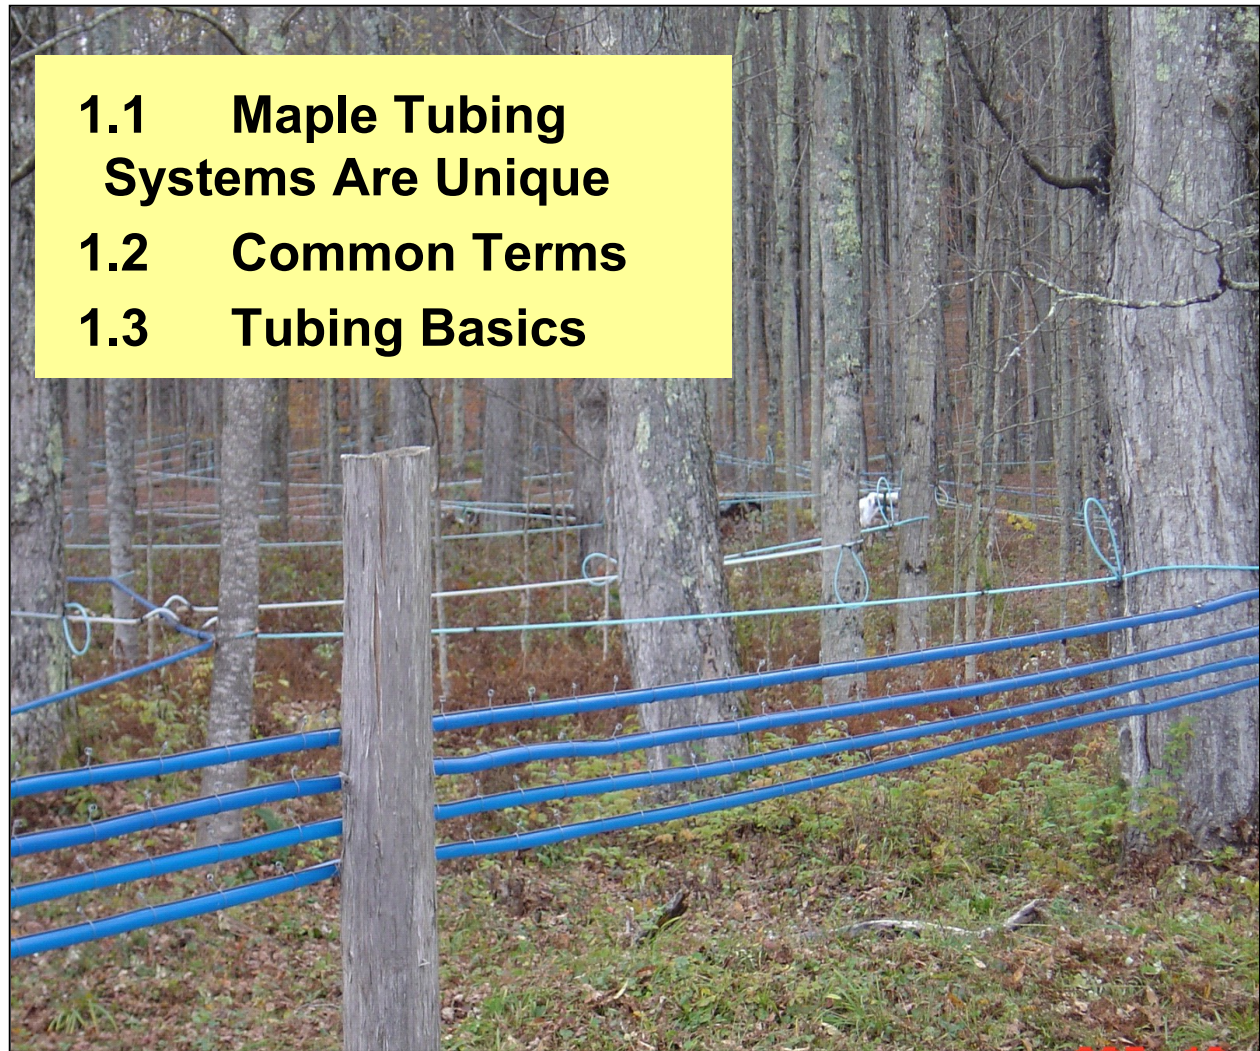 1.1 Maple Tubing
Systems Are Unique
1.2 Common Terms
1.3 Tubing Basics